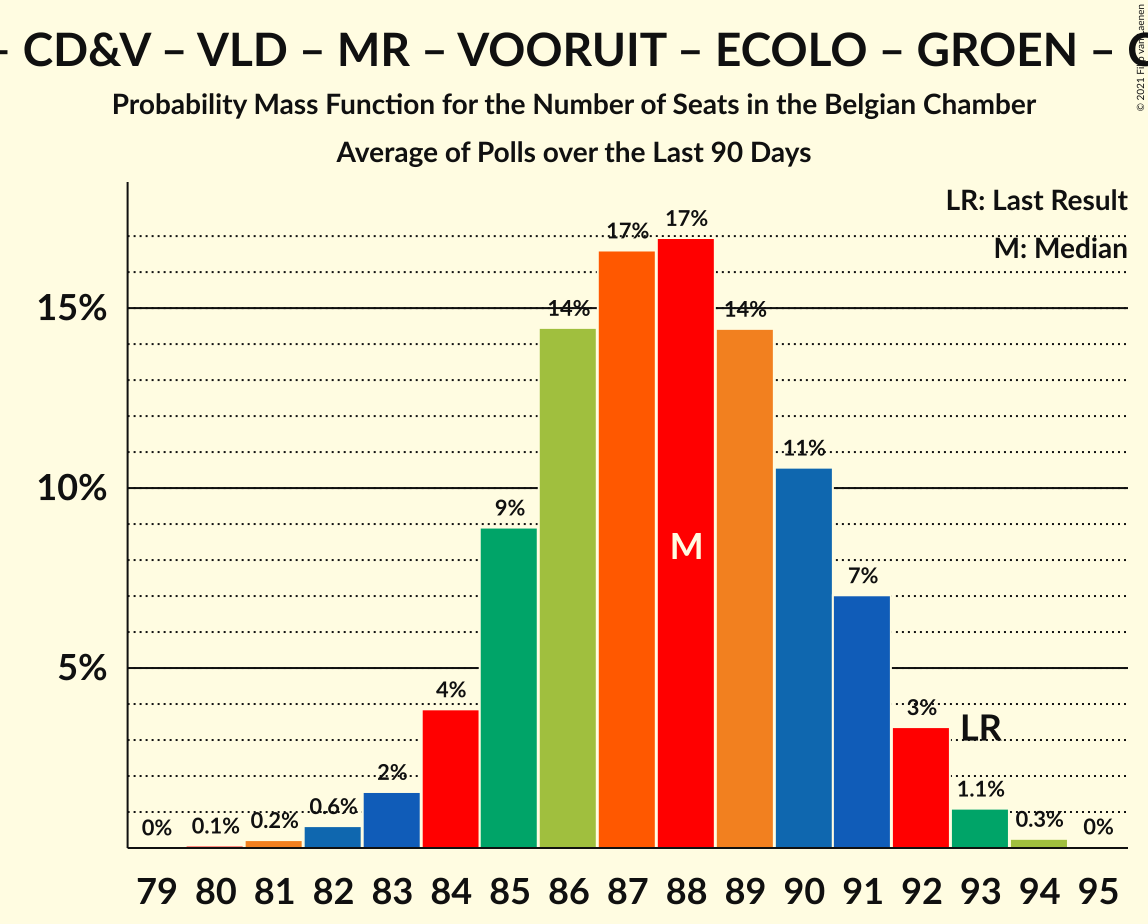 – CD&V – VLD – MR – VOORUIT – ECOLO – GROEN –
Probability Mass Function for the Number of Seats in the Belgian Chamber
Average of Polls over the Last 90 Days
LR: Last Result
M: Median
17% 17%
15% 14% 14%
11%
10% 9%
M
7%
5% 4% 3%
LR
2% 1.1%
0% 0.1% 0.2% 0.6% 0.3% 0%
79 80 81 82 83 84 85 86 87 88 89 90 91 92 93 94 95
© 2021